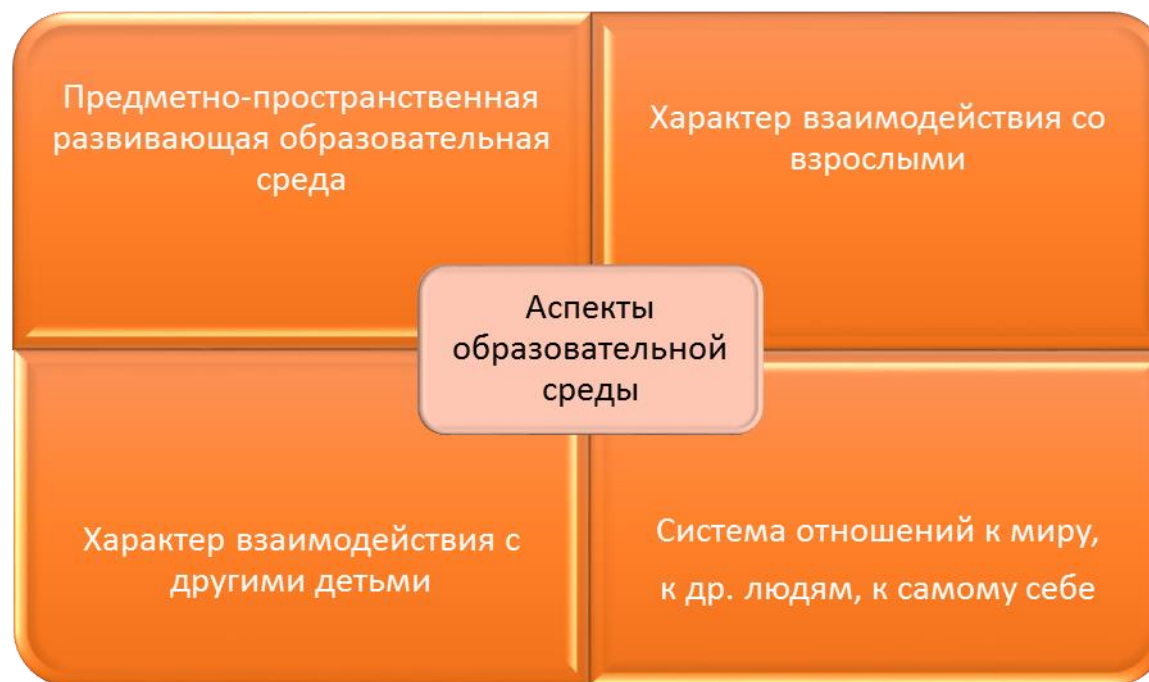 Предметно-пространственная
развивающая образовательная
среда
Характер взаимодействия со
взрослыми
Аспекты
образовательной
среды
Характер взаимодействия с
другими детьми
Система отношений к миру,
к др. людям, к самому себе